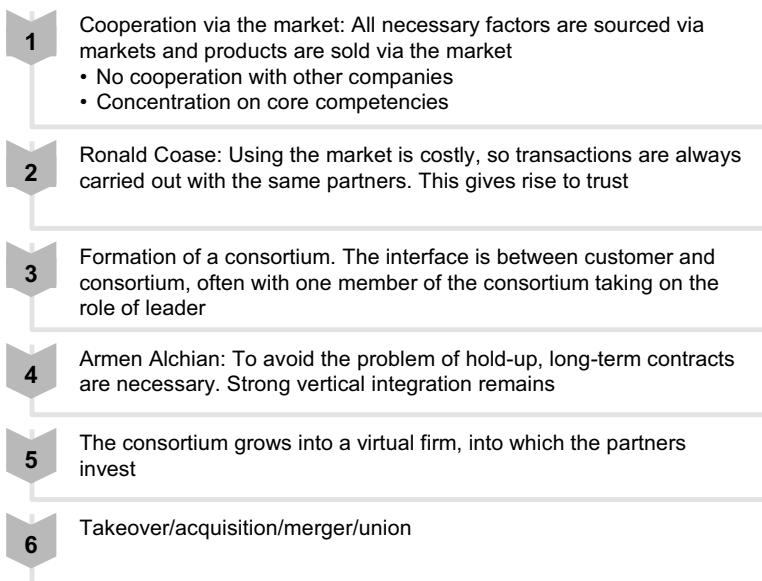 1
Cooperation via the market: All necessary factors are sourced via
markets and products are sold via the market
• No cooperation with other companies
• Concentration on core competencies
2
Ronald Coase: Using the market is costly, so transactions are always
carried out with the same partners. This gives rise to trust
3
Formation of a consortium. The interface is between customer and
consortium, often with one member of the consortium taking on the
role of leader
4
Armen Alchian: To avoid the problem of hold-up, long-term contracts
are necessary. Strong vertical integration remains
5
The consortium grows into a virtual firm, into which the partners
invest
6
Takeover/acquisition/merger/union